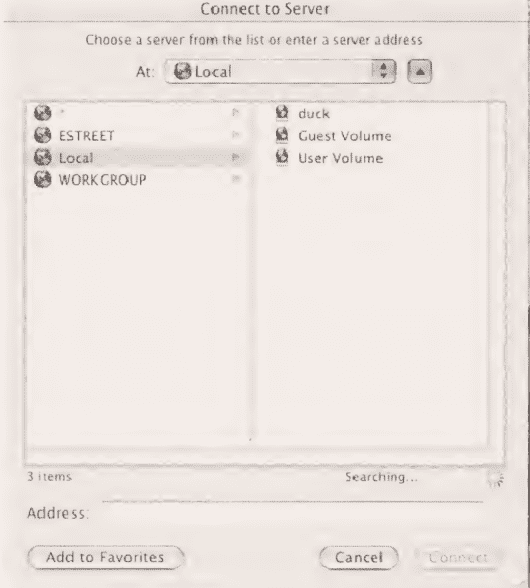 Connect to Server
Choose a server from the list or enter a server address
At: Local
*
ESTREET
Local
WORKGROUP
duck
Guest Volume
User Volume
3 items
Searching...
Address:
Add to Favorites
Cancel
Connect